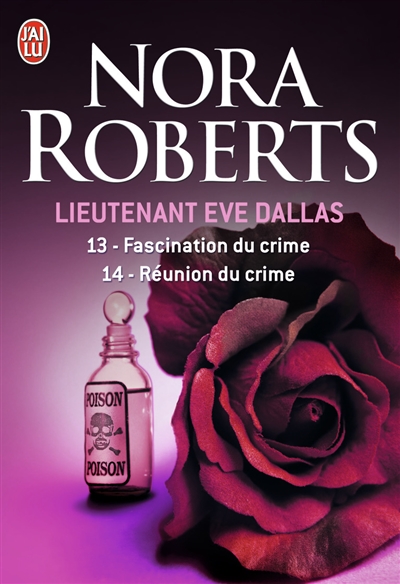 J'AI
LU
NORA
ROBERTS
LIEUTENANT EVE DALLAS
13 - Fascination du crime
14 - Réunion du crime
POISON
POISON